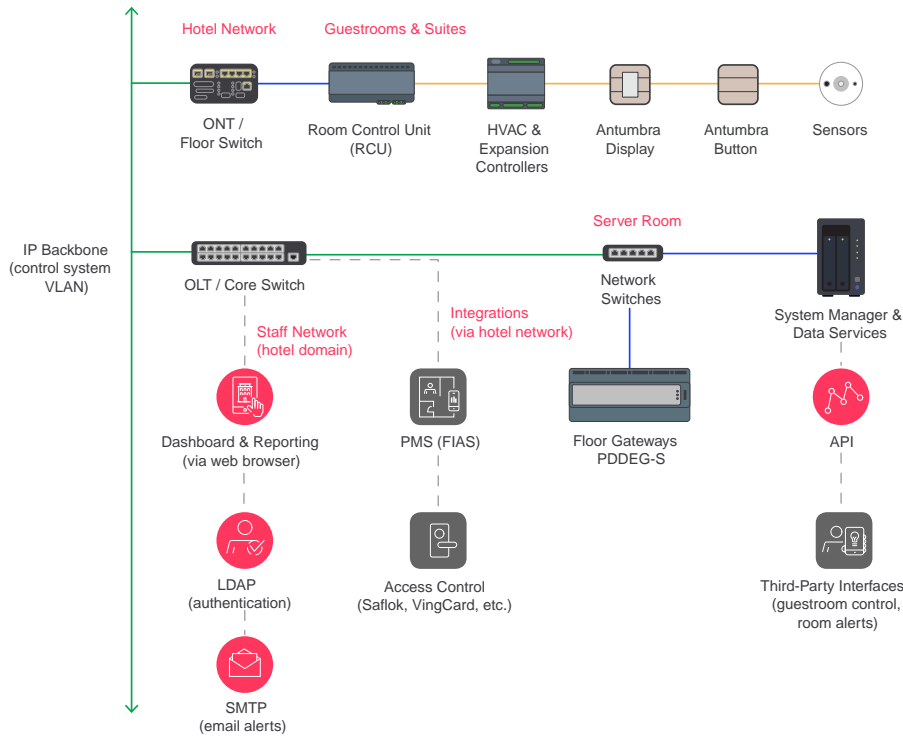 Hotel Network
Guestrooms & Suites
ONT /
Floor Switch
Room Control Unit
(RCU)
HVAC &
Expansion
Controllers
Antumbra
Display
Antumbra
Button
Sensors
IP Backbone
(control system
VLAN)
Server Room
OLT / Core Switch
Network
Switches
System Manager &
Data Services
Staff Network
(hotel domain)
Integrations
(via hotel network)
Dashboard & Reporting
(via web browser)
PMS (FIAS)
Floor Gateways
PDDEG-S
API
LDAP
(authentication)
Access Control
(Saflok, VingCard, etc.)
Third-Party Interfaces
(guestroom control,
room alerts)
SMTP
(email alerts)